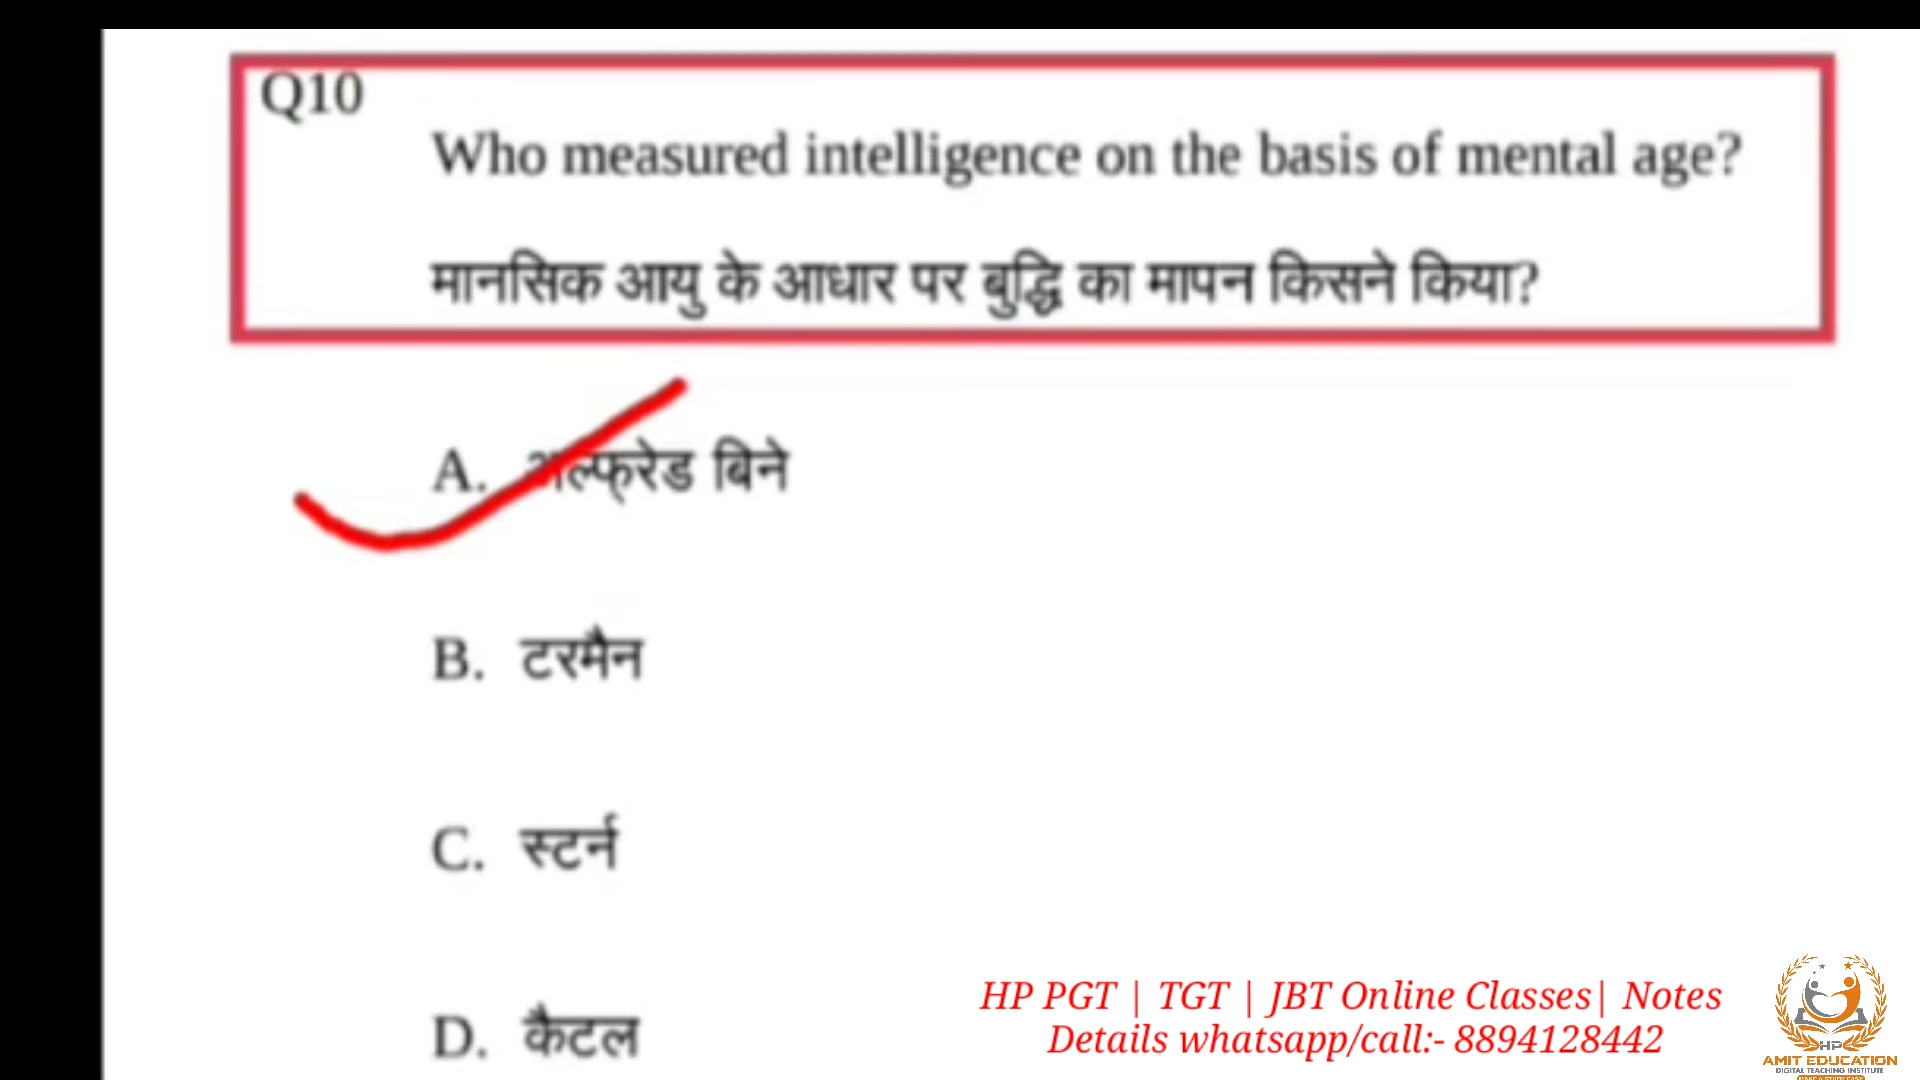 Q10
Who measured intelligence on the basis of mental age?
मानसिक आयु के आधार पर बुद्धि का मापन किसने किया?
A. अल्फ्रेड बिने
B. टरमैन
C. स्टर्न
D. कैटल
HP PGT | TGT | JBT Online Classes| Notes
Details whatsapp/call:- 8894128442
HP
AMIT EDUCATION
DIGITAL TEACHING INSTITUTE